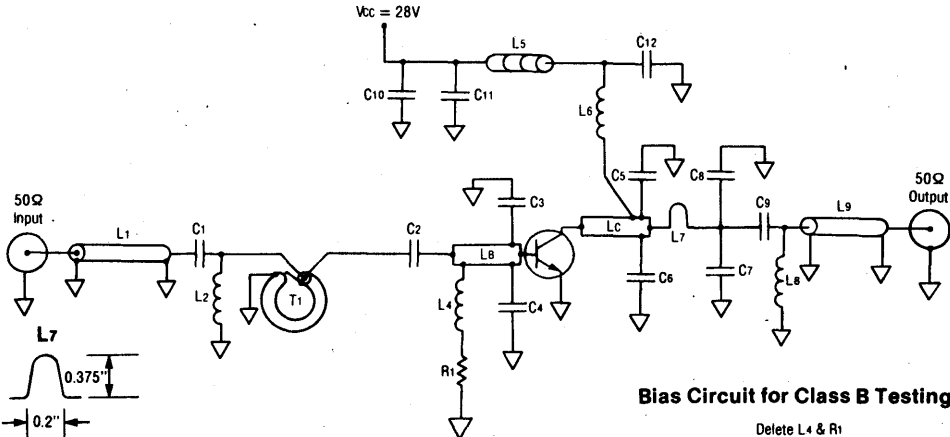 Vcc = 28V
L5
C12
C10
C11
L6
50Ω
Input
L1
C1
L2
T1
C2
C3
LB
L4
C4
R1
C5
LC
C6
L7
C8
C7
C9
L8
L9
50Ω
Output
L7
0.375"
0.2"
Bias Circuit for Class B Testing
Delete L4 & R1